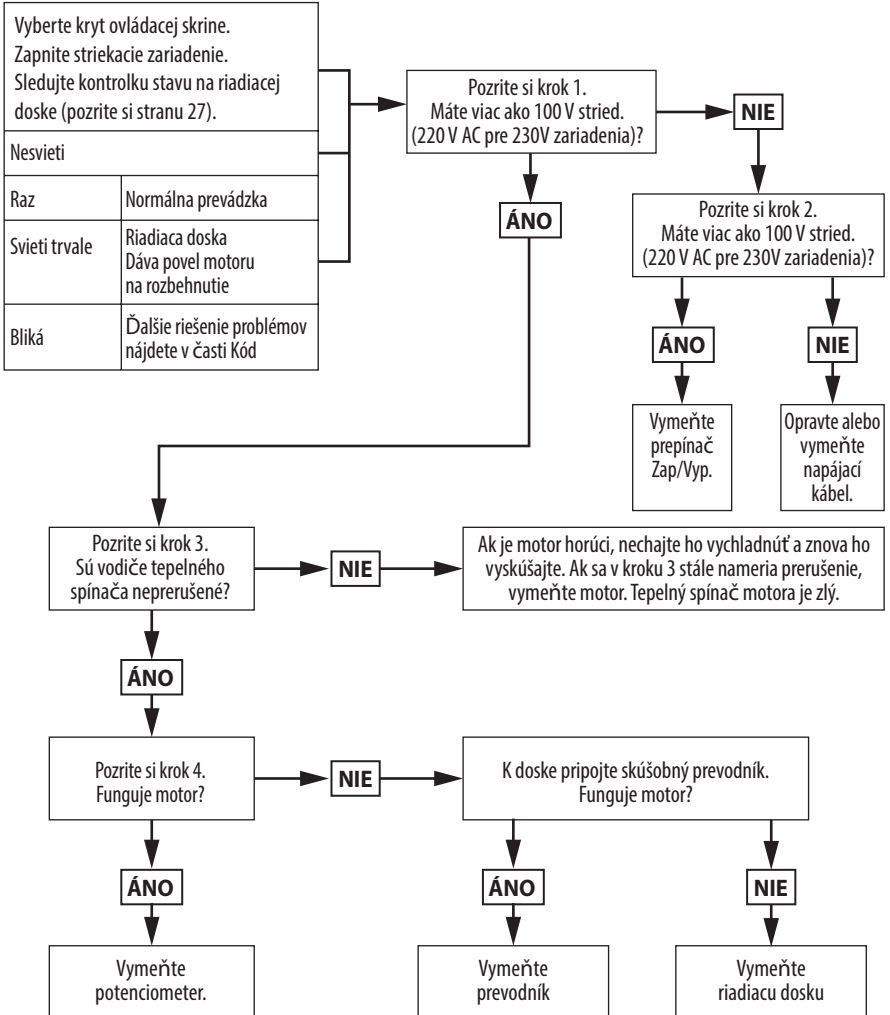 Vyberte kryt ovládacej skrine.
Zapnite striekacie zariadenie.
Sledujte kontrolku stavu na riadiacej
doske (pozrite si stranu 27).
Nesvieti
Raz
Normálna prevádzka
Svieti trvale
Riadiaca doska
Dáva povel motoru
na rozbehnutie
Bliká
Ďalšie riešenie problémov
nájdete v časti Kód
Pozrite si krok 1.
Máte viac ako 100 V stried.
(220 V AC pre 230V zariadenia)?
NIE
ÁNO
Pozrite si krok 2.
Máte viac ako 100 V stried.
(220 V AC pre 230V zariadenia)?
ÁNO
NIE
Vymeňte
prepínač
Zap/Vyp.
Opravte alebo
vymeňte
napájací
kábel.
Pozrite si krok 3.
Sú vodiče tepelného
spínača neprerušené?
NIE
Ak je motor horúci, nechajte ho vychladnúť a znova ho
vyskúšajte. Ak sa v kroku 3 stále nameria prerušenie,
vymeňte motor. Tepelný spínač motora je zlý.
ÁNO
Pozrite si krok 4.
Funguje motor?
NIE
K doske pripojte skúšobný prevodník.
Funguje motor?
ÁNO
ÁNO
NIE
Vymeňte
potenciometer.
Vymeňte
prevodník
Vymeňte
riadiacu dosku